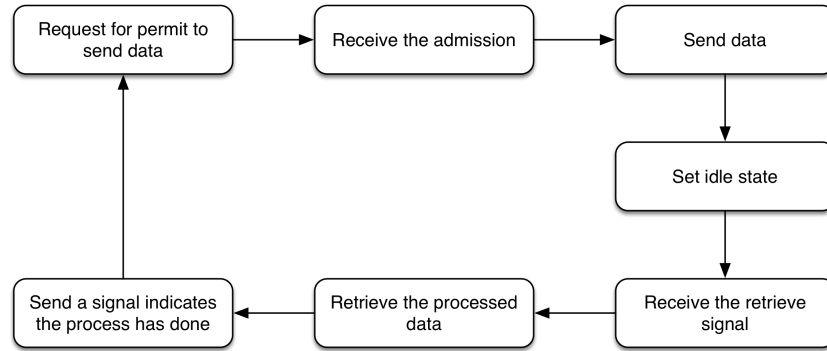 Request for permit to
send data
Receive the admission
Send data
Set idle state
Receive the retrieve
signal
Retrieve the processed
data
Send a signal indicates
the process has done